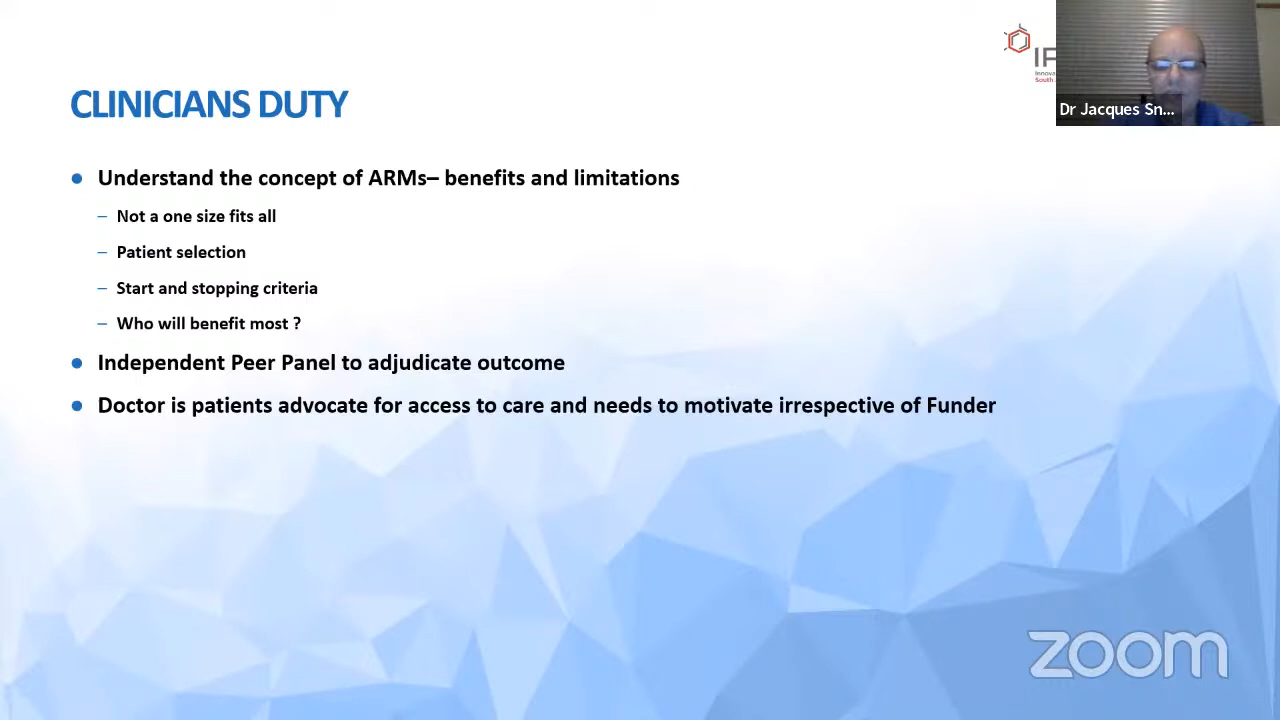 CLINICIANS DUTY
Understand the concept of ARMs– benefits and limitations
– Not a one size fits all
– Patient selection
– Start and stopping criteria
– Who will benefit most ?
Independent Peer Panel to adjudicate outcome
Doctor is patients advocate for access to care and needs to motivate irrespective of Funder
Dr Jacques Sn...
zoom